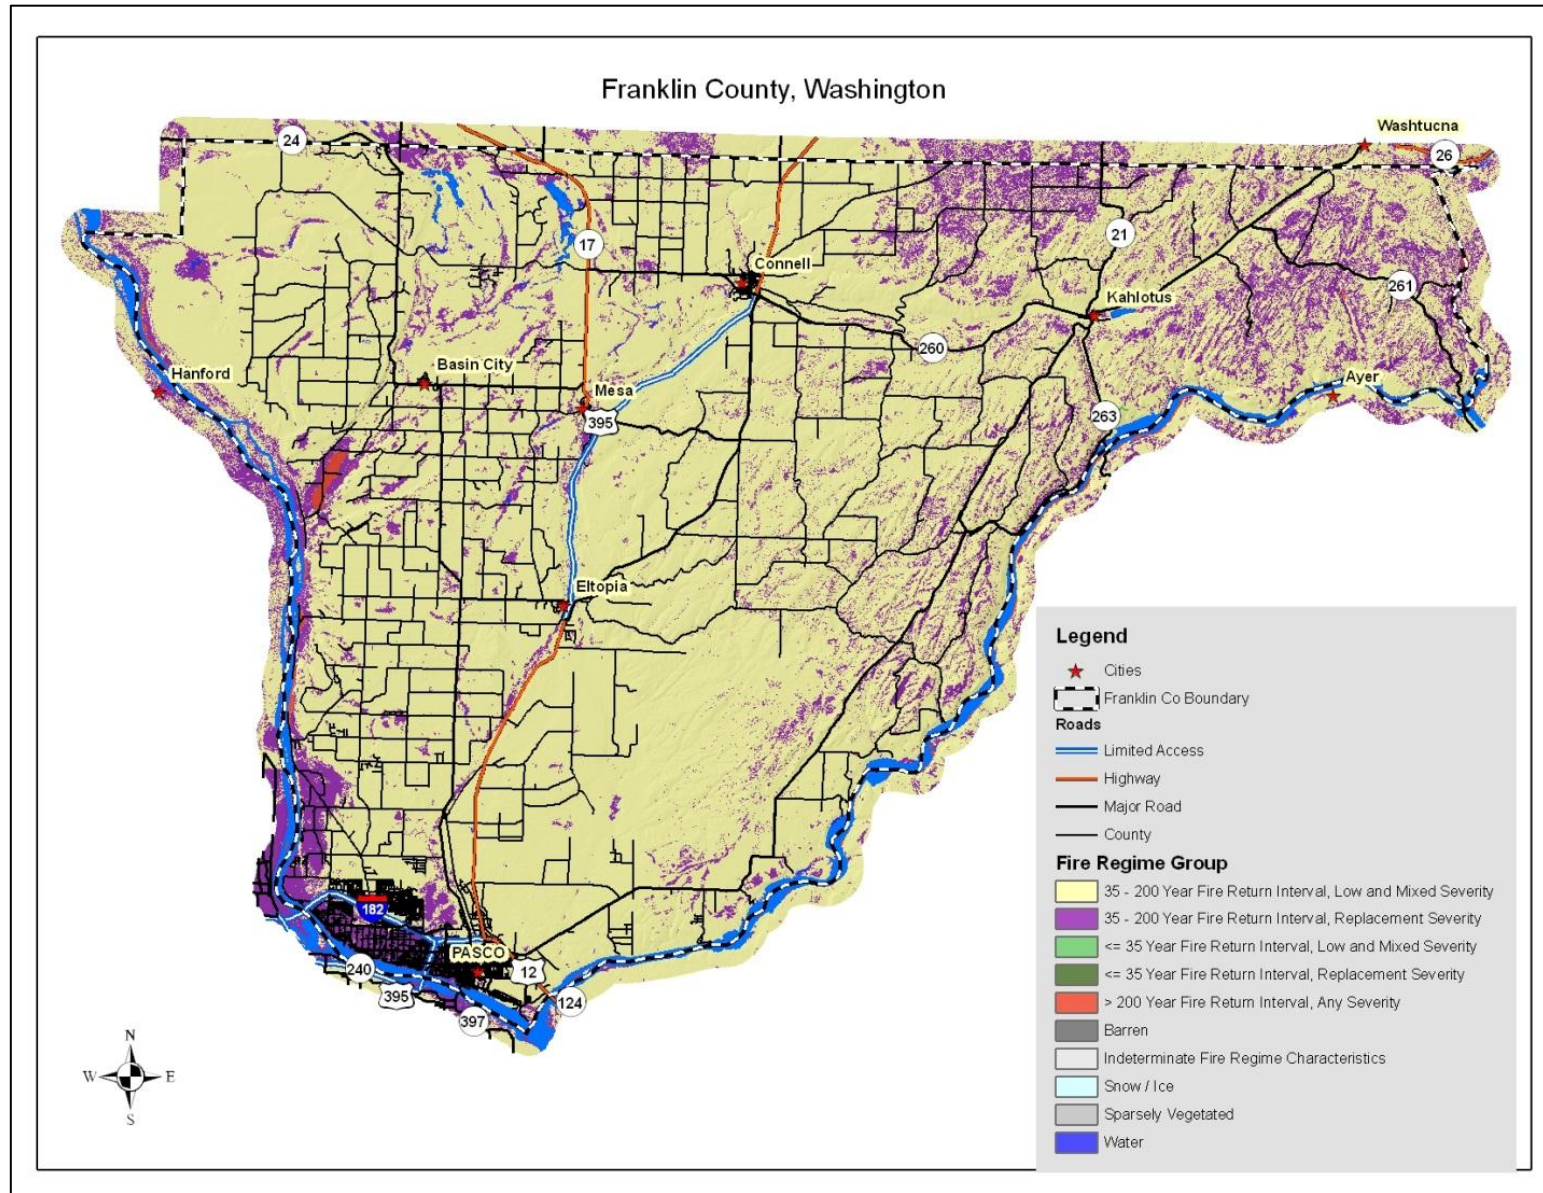 Franklin County, Washington
Washtucna
24
26
17
21
Connell
261
Kahlotus
260
Hanford
Basin City
Mesa
Ayer
395
263
Eltopia
182
PASCO
240
12
395
124
397
N
W E
S
Legend
Cities
Franklin Co Boundary
Roads
Limited Access
Highway
Major Road
County
Fire Regime Group
35 - 200 Year Fire Return Interval, Low and Mixed Severity
35 - 200 Year Fire Return Interval, Replacement Severity
<= 35 Year Fire Return Interval, Low and Mixed Severity
<= 35 Year Fire Return Interval, Replacement Severity
> 200 Year Fire Return Interval, Any Severity
Barren
Indeterminate Fire Regime Characteristics
Snow / Ice
Sparsely Vegetated
Water